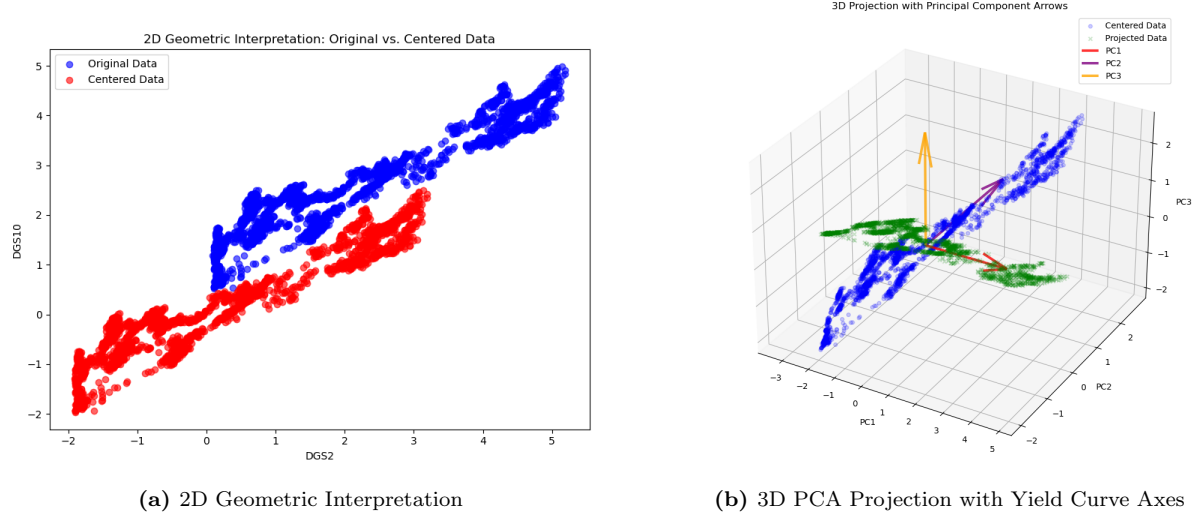 2D Geometric Interpretation: Original vs. Centered Data
Original Data
Centered Data
5
4
3
2
1
0
−1
−2
DGS10
−2 −1 0 1 2 3 4 5
DGS2
(a) 2D Geometric Interpretation
3D Projection with Principal Component Arrows
Centered Data
Projected Data
PC1
PC2
PC3
2
1
0
−1
−2
PC3
−3 −2 −1 0 1 2 3 4 5
PC1
−2 −1 0 1 2
PC2
(b) 3D PCA Projection with Yield Curve Axes